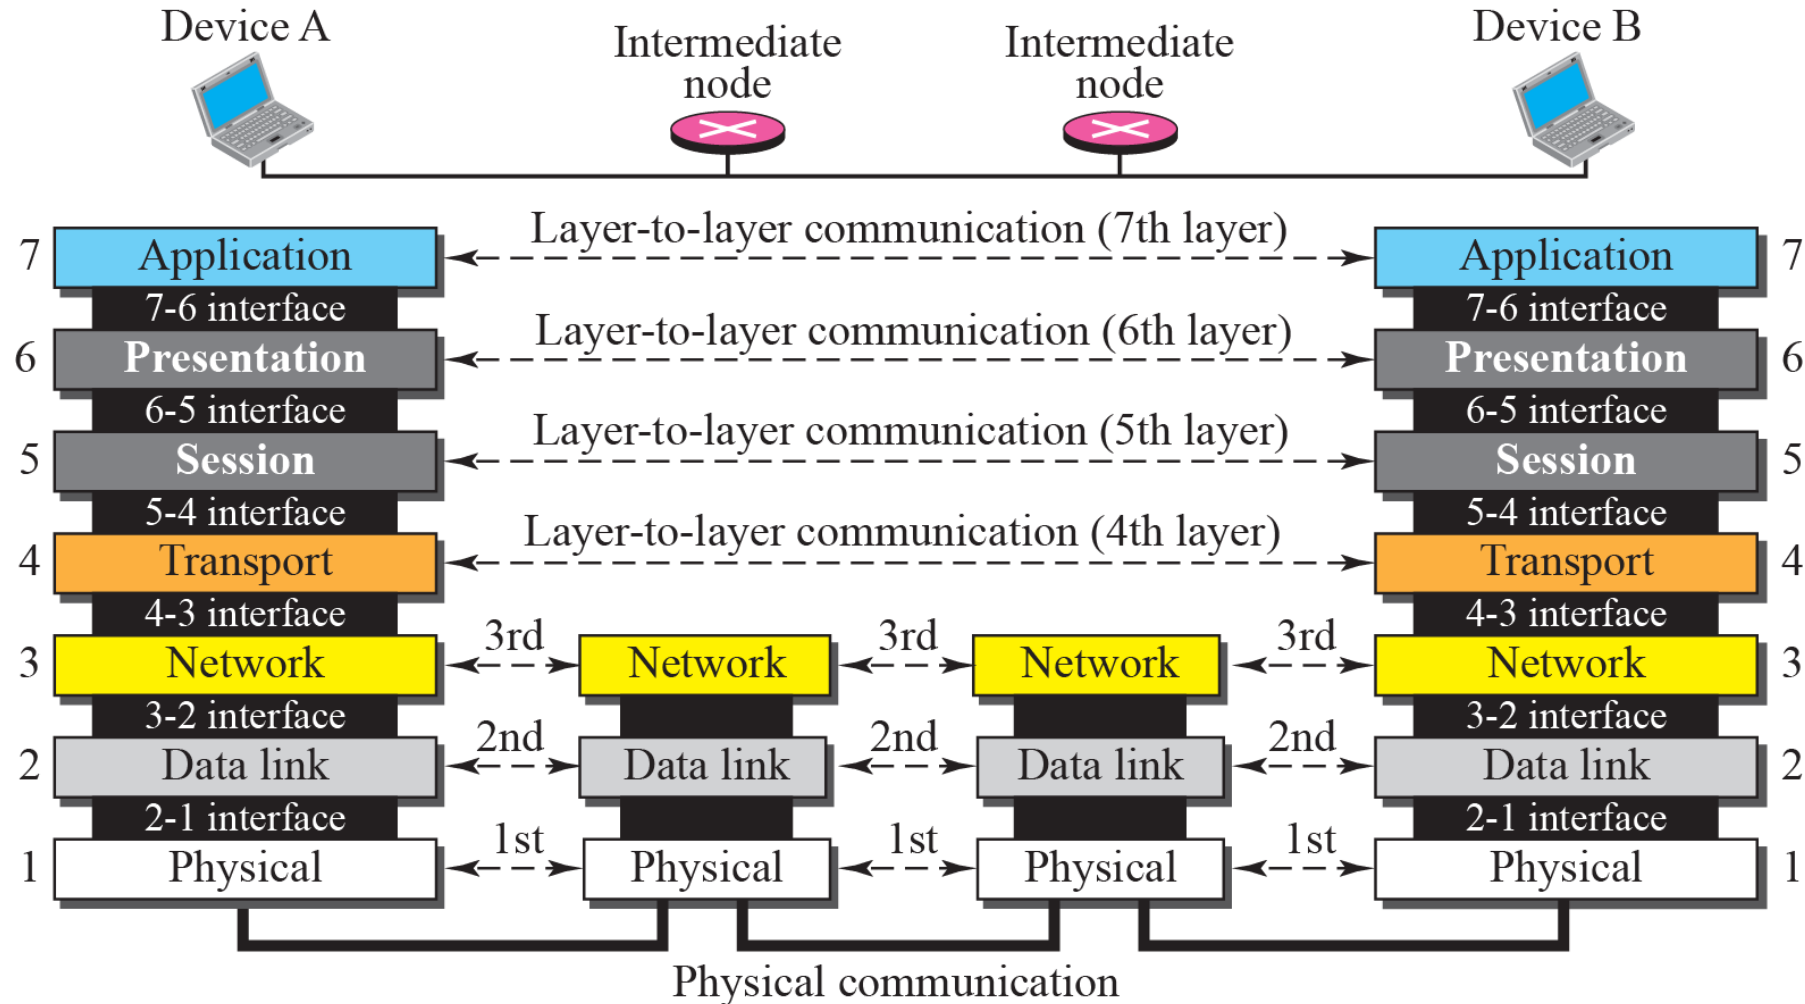 Device A
Intermediate
node
Intermediate
node
Device B
7 Application Layer-to-layer communication (7th layer) Application 7
7-6 interface 7-6 interface
6 Presentation Layer-to-layer communication (6th layer) Presentation 6
6-5 interface 6-5 interface
5 Session Layer-to-layer communication (5th layer) Session 5
5-4 interface 5-4 interface
4 Transport Layer-to-layer communication (4th layer) Transport 4
4-3 interface 4-3 interface
3 Network 3rd Network 3rd Network 3rd Network 3
3-2 interface 3-2 interface
2 Data link 2nd Data link 2nd Data link 2nd Data link 2
2-1 interface 2-1 interface
1 Physical 1st Physical 1st Physical 1st Physical 1
Physical communication